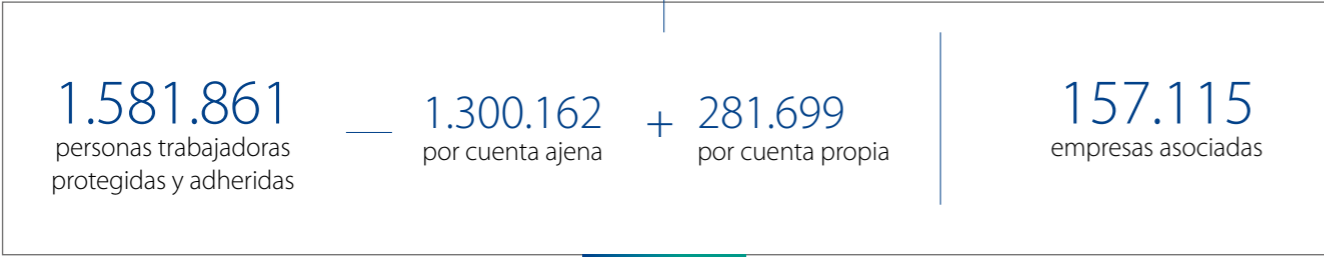 1.581.861
personas trabajadoras
protegidas y adheridas
1.300.162
por cuenta ajena
+
281.699
por cuenta propia
157.115
empresas asociadas